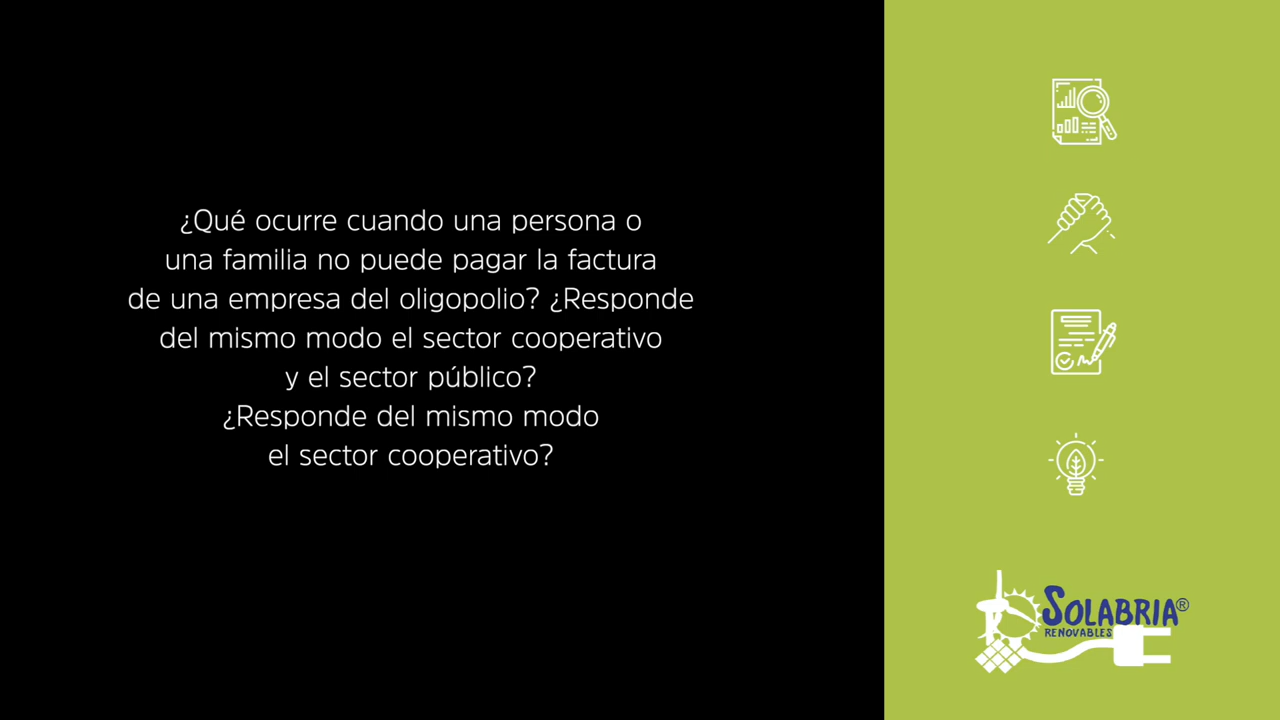 ¿Qué ocurre cuando una persona o
una familia no puede pagar la factura
de una empresa del oligopolio? ¿Responde
del mismo modo el sector cooperativo
y el sector público?
¿Responde del mismo modo
el sector cooperativo?
SOLABRIA®
RENOVABLES